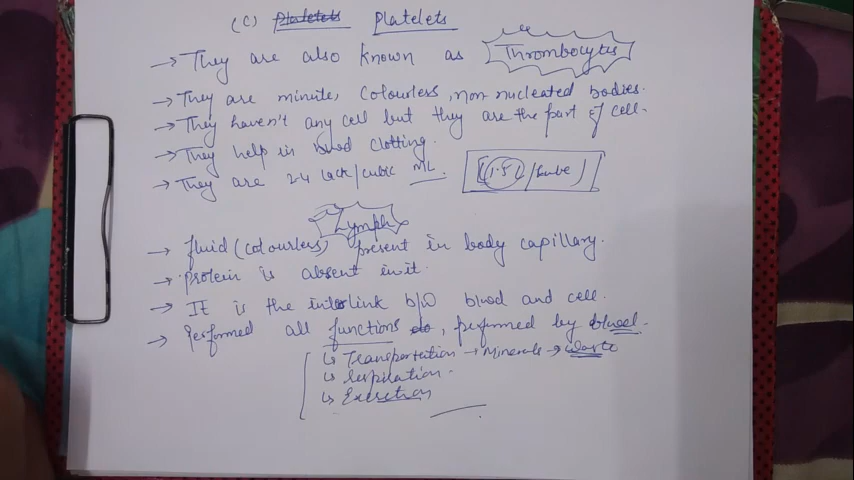 (c) Platelets Platelets
→ They are also known as Thrombocytes
→ They are minute, colourless, non nucleated bodies.
→ They haven't any cell but they are the part of cell.
→ They help in blood clotting.
→ They are 2-4 lack/cubic ML.
→ Lymph
→ fluid (colourless) present in body capillary.
→ protein is absent in it.
→ It is the interlink b/w blood and cell.
→ Performed all functions, performed by blood.
↳ Transportation → Minerals → waste
↳ Respiration.
↳ Excretion